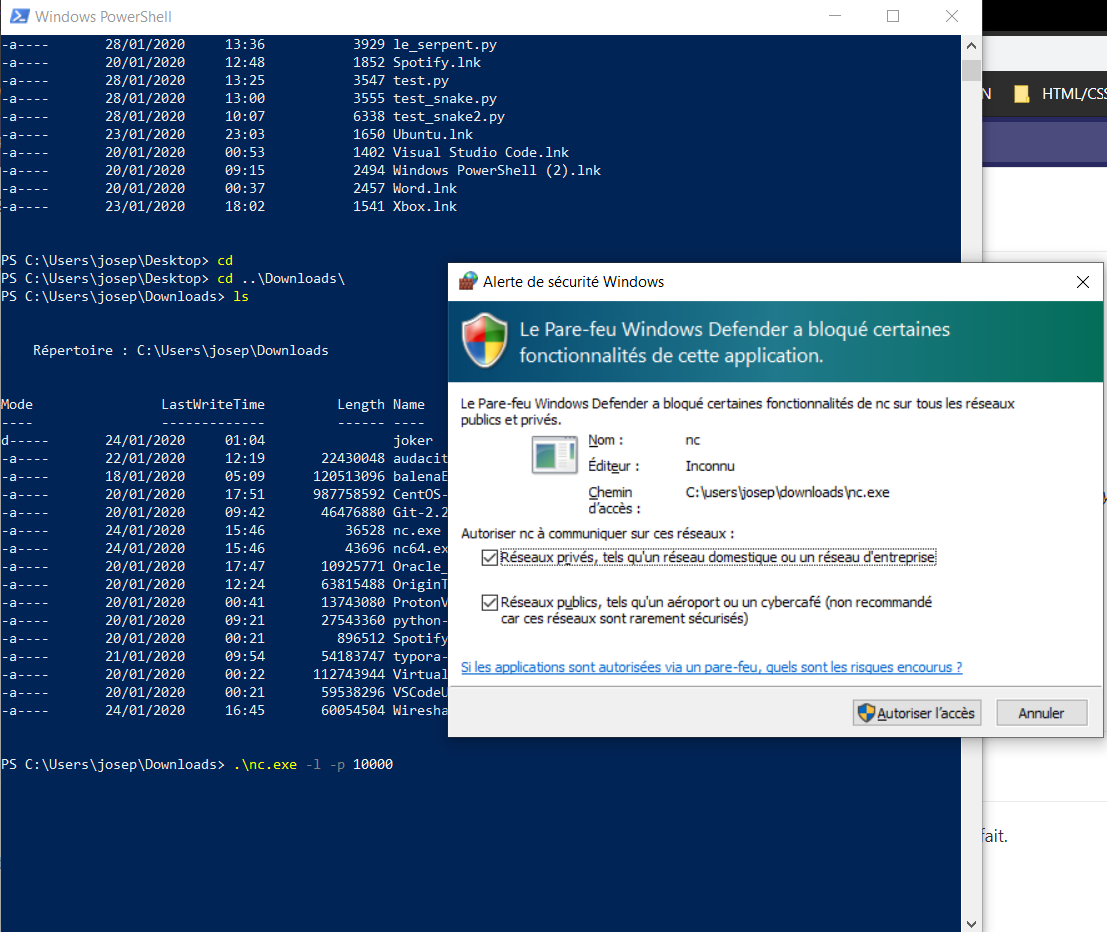 Windows PowerShell
-a---- 28/01/2020 13:36 3929 le_serpent.py
-a---- 20/01/2020 12:48 1852 Spotify.lnk
-a---- 28/01/2020 13:25 3547 test.py
-a---- 28/01/2020 13:00 3555 test_snake.py
-a---- 28/01/2020 10:07 6338 test_snake2.py
-a---- 23/01/2020 23:03 1650 Ubuntu.lnk
-a---- 20/01/2020 00:53 1402 Visual Studio Code.lnk
-a---- 20/01/2020 09:15 2494 Windows PowerShell (2).lnk
-a---- 20/01/2020 00:37 2457 Word.lnk
-a---- 23/01/2020 18:02 1541 Xbox.lnk
PS C:\Users\josep\Desktop> cd
PS C:\Users\josep\Desktop> cd ..\Downloads\
PS C:\Users\josep\Downloads> ls
Répertoire : C:\Users\josep\Downloads
Mode LastWriteTime Length Name
---- ------------- ------ ----
d----- 24/01/2020 01:04 joker
-a---- 22/01/2020 12:19 22430048 audacit
-a---- 18/01/2020 05:09 120513096 balenaE
-a---- 20/01/2020 17:51 987758592 CentOS-
-a---- 20/01/2020 09:42 46476880 Git-2.2
-a---- 24/01/2020 15:46 36528 nc.exe
-a---- 24/01/2020 15:46 43696 nc64.ex
-a---- 20/01/2020 17:47 10925771 Oracle_
-a---- 20/01/2020 12:24 63815488 OriginT
-a---- 20/01/2020 00:41 13743080 ProtonV
-a---- 20/01/2020 09:21 27543360 python-
-a---- 20/01/2020 00:21 896512 Spotify
-a---- 21/01/2020 09:54 54183747 typora-
-a---- 20/01/2020 00:22 112743944 Virtual
-a---- 20/01/2020 00:21 59538296 VSCodeU
-a---- 24/01/2020 16:45 60054504 Wiresha
PS C:\Users\josep\Downloads> .\nc.exe -l -p 10000
Alerte de sécurité Windows
Le Pare-feu Windows Defender a bloqué certaines
fonctionnalités de cette application.
Le Pare-feu Windows Defender a bloqué certaines fonctionnalités de nc sur tous les réseaux
publics et privés.
Nom : nc
Éditeur : Inconnu
Chemin C:\users\josep\downloads\nc.exe
d'accès :
Autoriser nc à communiquer sur ces réseaux :
Réseaux privés, tels qu'un réseau domestique ou un réseau d'entreprise
Réseaux publics, tels qu'un aéroport ou un cybercafé (non recommandé
car ces réseaux sont rarement sécurisés)
Si les applications sont autorisées via un pare-feu, quels sont les risques encourus ?
Autoriser l'accès Annuler
N HTML/CSS
fait.